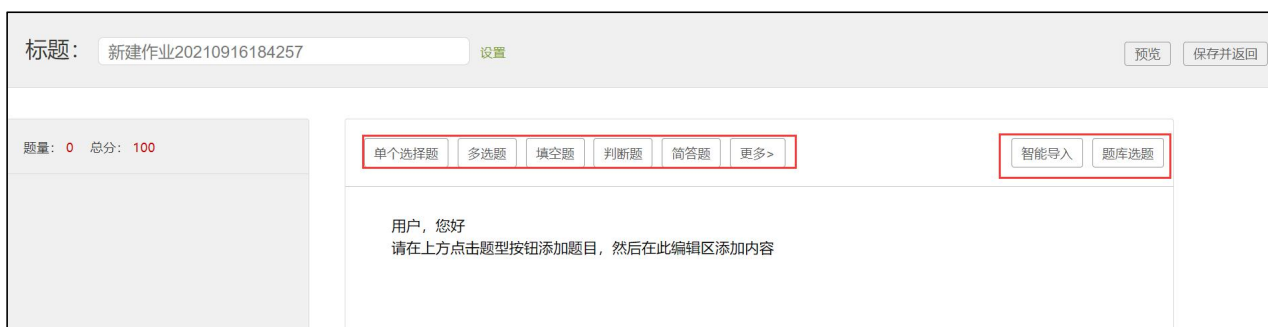 标题： 新建作业20210916184257 设置 预览 保存并返回
题量：0 总分：100
单个选择题 多选题 填空题 判断题 简答题 更多> 智能导入 题库选题
用户，您好
请在上方点击题型按钮添加题目，然后在此编辑区添加内容